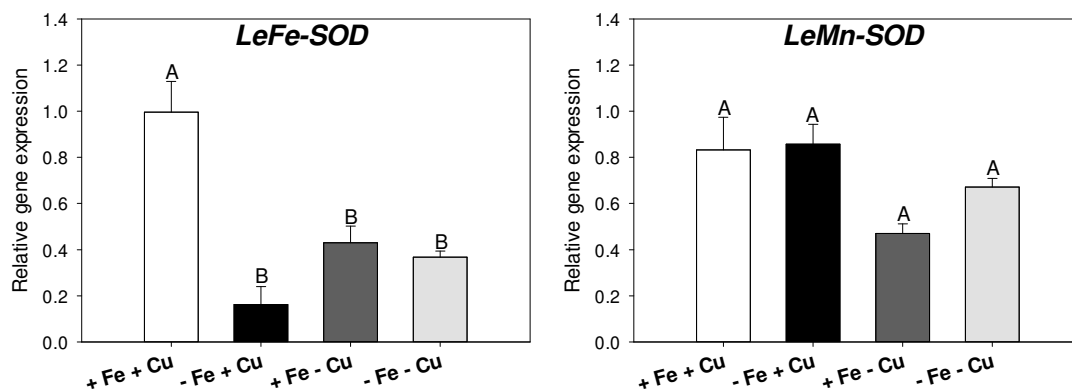 LeFe-SOD
Relative gene expression
1.4
1.2
1.0
0.8
0.6
0.4
0.2
0.0
A
B
B
B
+ Fe + Cu
- Fe + Cu
+ Fe - Cu
- Fe - Cu
LeMn-SOD
Relative gene expression
1.4
1.2
1.0
0.8
0.6
0.4
0.2
0.0
A
A
A
A
+ Fe + Cu
- Fe + Cu
+ Fe - Cu
- Fe - Cu